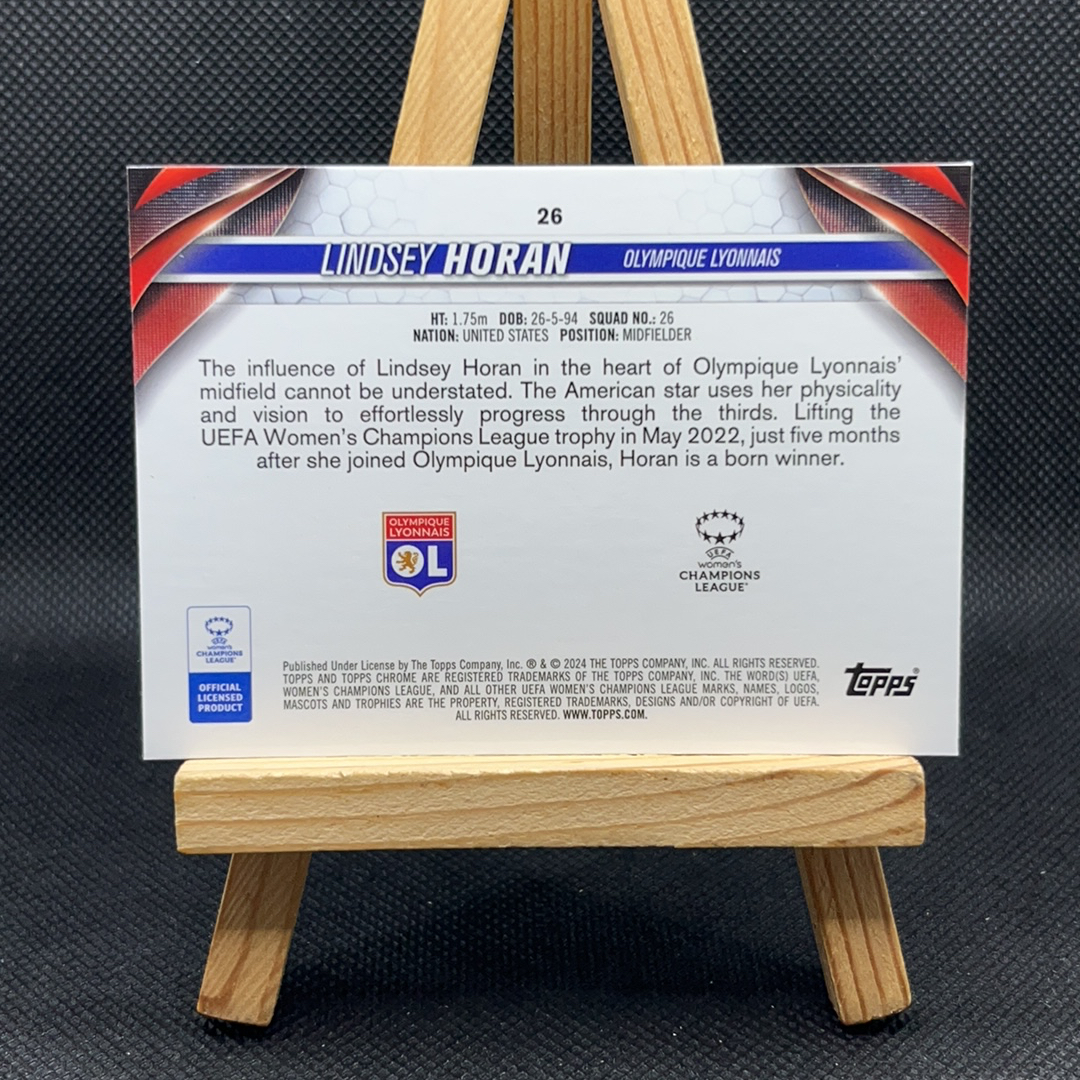 26
LINDSEY HORAN OLYMPIQUE LYONNAIS
HT: 1.75m DOB: 26-5-94 SQUAD NO.: 26
NATION: UNITED STATES POSITION: MIDFIELDER
The influence of Lindsey Horan in the heart of Olympique Lyonnais’
midfield cannot be understated. The American star uses her physicality
and vision to effortlessly progress through the thirds. Lifting the
UEFA Women’s Champions League trophy in May 2022, just five months
after she joined Olympique Lyonnais, Horan is a born winner.
OLYMPIQUE
LYONNAIS
OL
UEFA
women's
CHAMPIONS
LEAGUE
UEFA
women's
CHAMPIONS
LEAGUE
OFFICIAL
LICENSED
PRODUCT
Published Under License by The Topps Company, Inc. ® & © 2024 THE TOPPS COMPANY, INC. ALL RIGHTS RESERVED.
TOPPS AND TOPPS CHROME ARE REGISTERED TRADEMARKS OF THE TOPPS COMPANY, INC. THE WORD(S) UEFA,
WOMEN'S CHAMPIONS LEAGUE, AND ALL OTHER UEFA WOMEN'S CHAMPIONS LEAGUE MARKS, NAMES, LOGOS,
MASCOTS AND TROPHIES ARE THE PROPERTY, REGISTERED TRADEMARKS, DESIGNS AND/OR COPYRIGHT OF UEFA.
ALL RIGHTS RESERVED. WWW.TOPPS.COM.
topps®